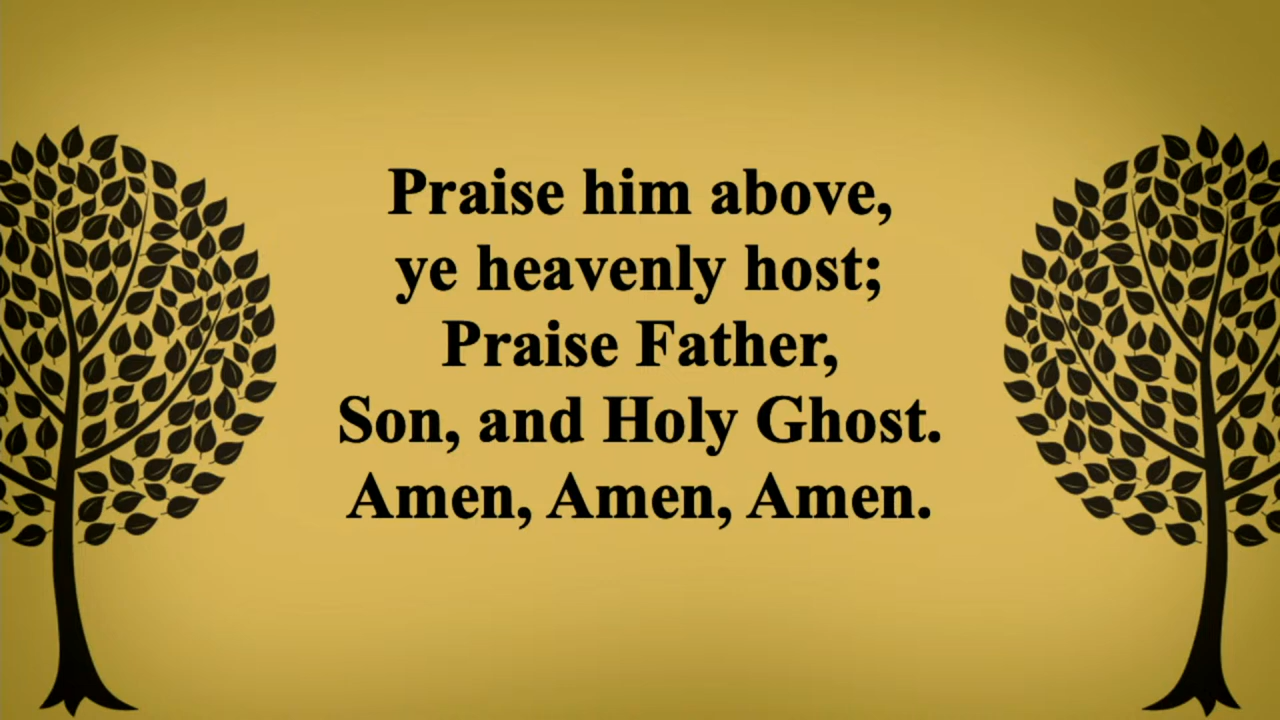 Praise him above,
ye heavenly host;
Praise Father,
Son, and Holy Ghost.
Amen, Amen, Amen.